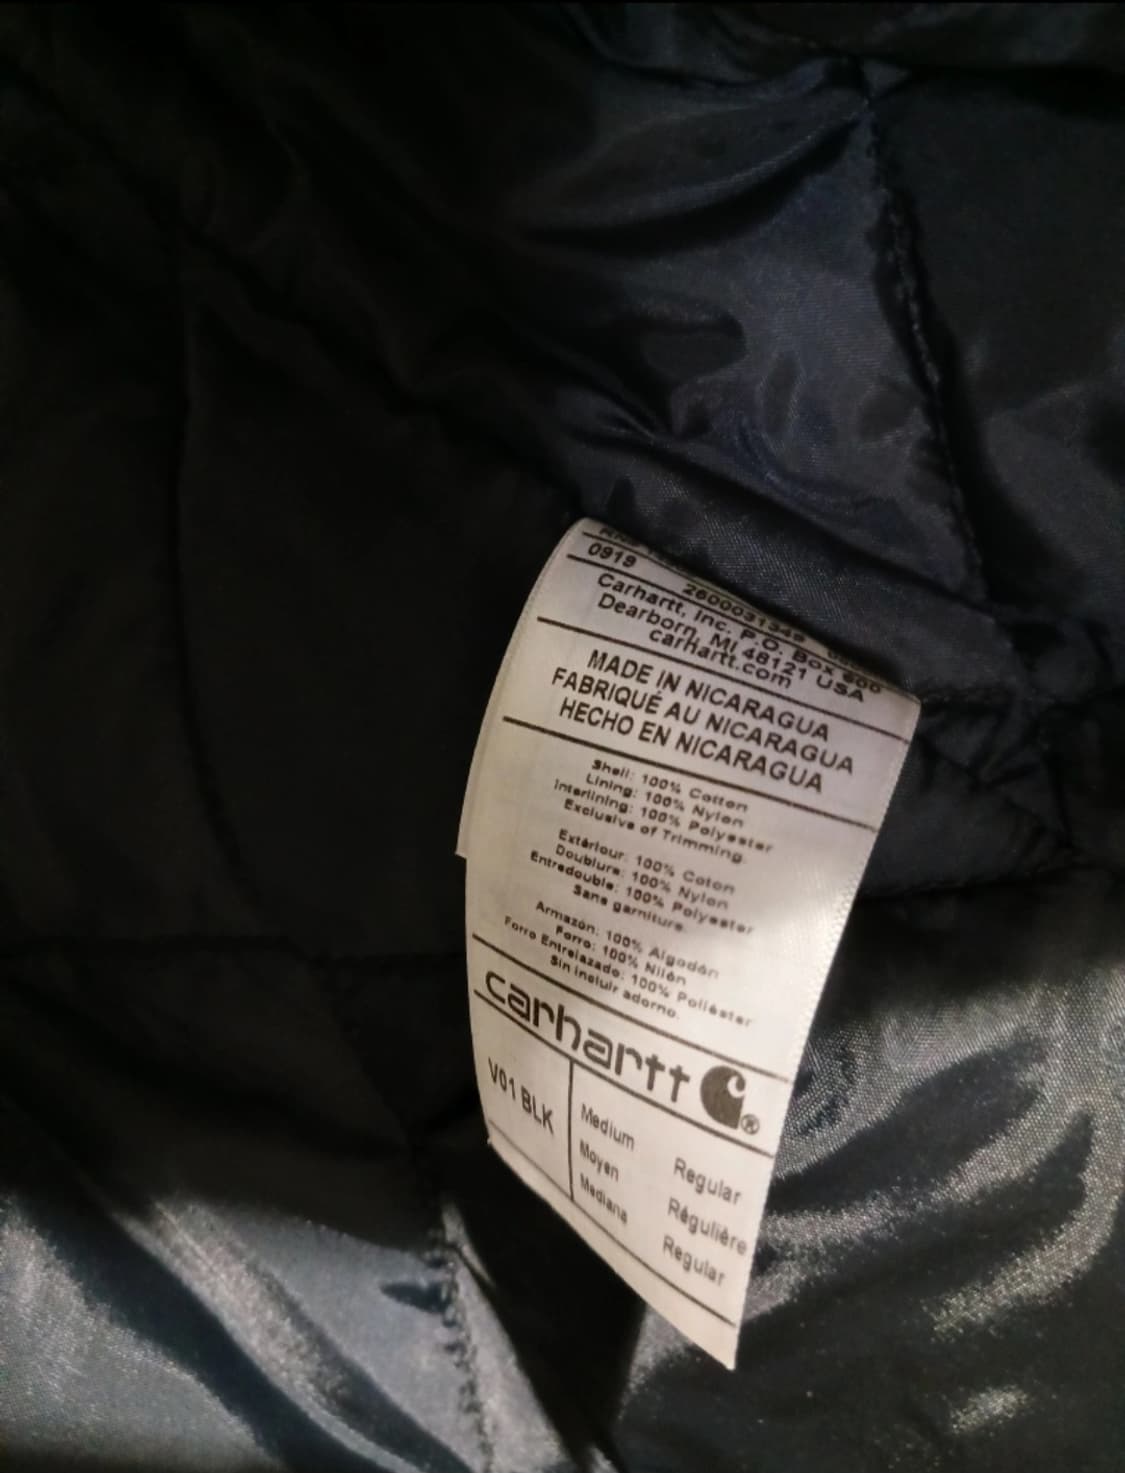 0919
2600031349
Carhartt, Inc. P.O. Box 600
Dearborn, MI 48121 USA
carhartt.com
MADE IN NICARAGUA
FABRIQUÉ AU NICARAGUA
HECHO EN NICARAGUA
Shell: 100% Cotton
Lining: 100% Nylon
Interlining: 100% Polyester
Exclusive of Trimming.
Extérieur: 100% Coton
Doublure: 100% Nylon
Entredouble: 100% Polyester
Sans garniture.
Armazón: 100% Algodón
Forro: 100% Nilón
Forro Entrelazado: 100% Poliéster
Sin incluir adorno.
carhartt ®
V01 BLK
Medium Regular
Moyen Régulière
Mediana Regular